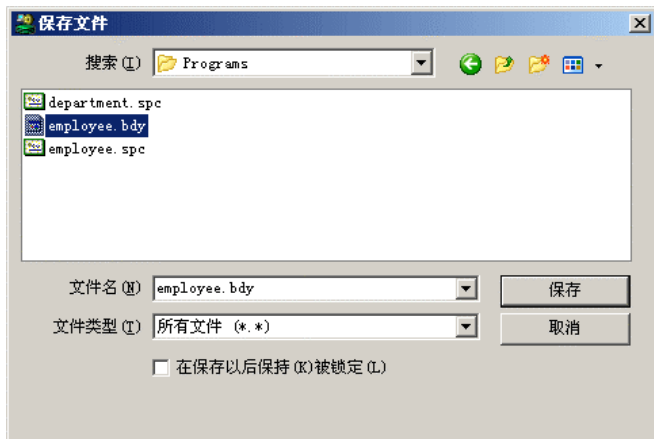 保存文件
搜索(I) Programs
department.spc
employee.bdy
employee.spc
文件名(N) employee.bdy 保存
文件类型(T) 所有文件 (*.*) 取消
在保存以后保持(K)被锁定(L)